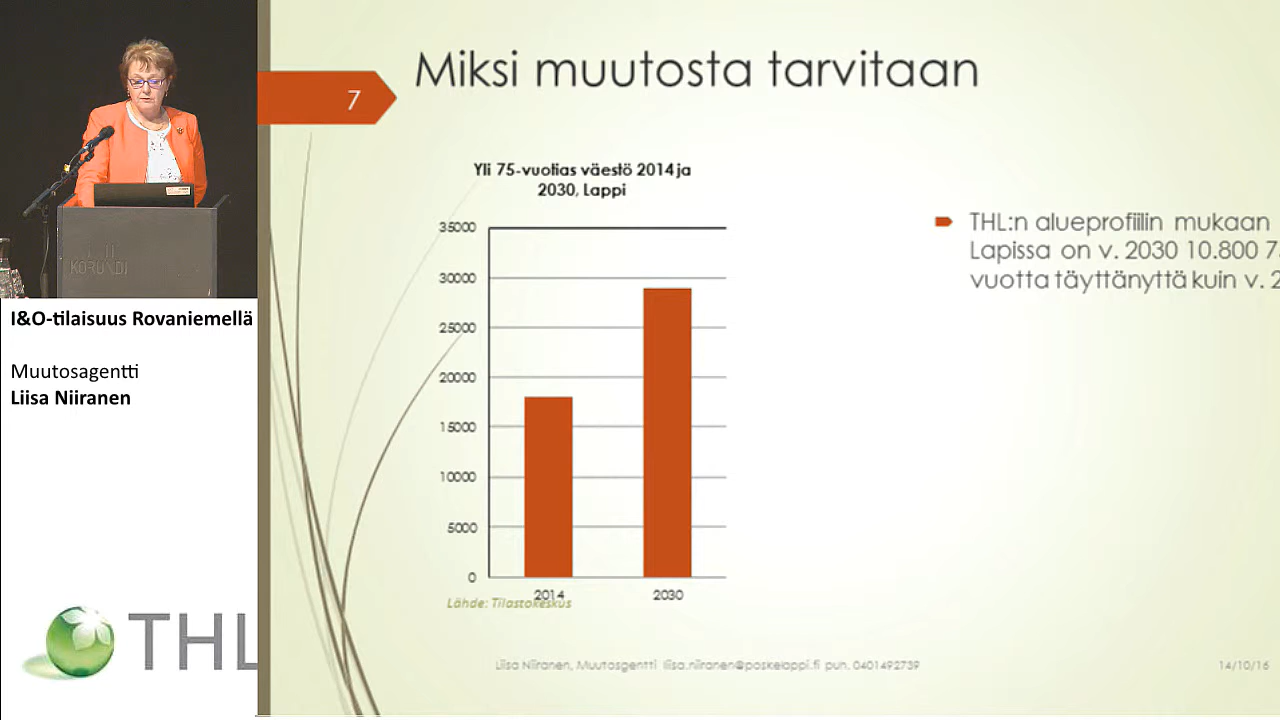 7
Miksi muutosta tarvitaan
Yli 75-vuotias väestö 2014 ja
2030, Lappi
35000
30000
25000
20000
15000
10000
5000
0
2014
2030
Lähde: Tilastokeskus
THL:n alueprofiilin mukaan
Lapissa on v. 2030 10.800
vuotta täyttänyttä kuin v. 2
Liisa Niiranen, Muutosgentti liisa.niiranen@poskelappi.fi puh. 0401492739
14/10/16
KORUNDI
I&O-tilaisuus Rovaniemellä
Muutosagentti
Liisa Niiranen
THL